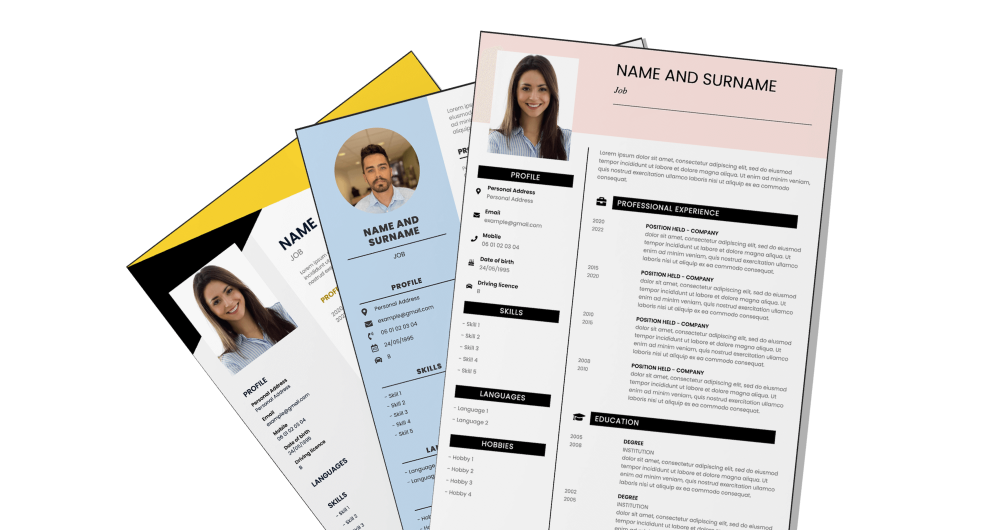 NAME AND SURNAME
Job
Lorem ipsum dolor sit amet, consectetur adipiscing elit, sed do eiusmod
tempor incididunt ut labore et dolore magna aliqua. Ut enim ad minim veniam,
quis nostrud exercitation ullamco laboris nisi ut aliquip ex ea commodo
consequat.
PROFILE
Personal Address
Personal Address
Email
example@gmail.com
Mobile
06 01 02 03 04
Date of birth
24/05/1995
Driving licence
B
SKILLS
- Skill 1
- Skill 2
- Skill 3
- Skill 4
- Skill 5
LANGUAGES
- Language 1
- Language 2
HOBBIES
- Hobby 1
- Hobby 2
- Hobby 3
- Hobby 4
PROFESSIONAL EXPERIENCE
2020
2022
POSITION HELD - COMPANY
dolor sit amet, consectetur adipiscing elit, sed do eiusmod
tempor incididunt ut labore et dolore magna aliqua. Ut
enim ad minim veniam, quis nostrud exercitation ullamco
laboris nisi ut aliquip ex ea commodo consequat.
2015
2020
POSITION HELD - COMPANY
dolor sit amet, consectetur adipiscing elit, sed do eiusmod
tempor incididunt ut labore et dolore magna aliqua. Ut
enim ad minim veniam, quis nostrud exercitation ullamco
laboris nisi ut aliquip ex ea commodo consequat.
2015
POSITION HELD - COMPANY
dolor sit amet, consectetur adipiscing elit, sed do eiusmod
tempor incididunt ut labore et dolore magna aliqua. Ut
enim ad minim veniam, quis nostrud exercitation ullamco
laboris nisi ut aliquip ex ea commodo consequat.
2008
2010
POSITION HELD - COMPANY
dolor sit amet, consectetur adipiscing elit, sed do eiusmod
tempor incididunt ut labore et dolore magna aliqua. Ut
enim ad minim veniam, quis nostrud exercitation ullamco
laboris nisi ut aliquip ex ea commodo consequat.
EDUCATION
2005
2008
DEGREE
INSTITUTION
dolor sit amet, consectetur adipiscing elit, sed do eiusmod
tempor incididunt ut labore et dolore magna aliqua. Ut
enim ad minim veniam, quis nostrud exercitation ullamco
laboris nisi ut aliquip ex ea commodo consequat.
2002
2005
DEGREE
INSTITUTION
dolor sit amet, consectetur adipiscing elit, sed do eiusmod
NAME AND
SURNAME
JOB
PROFILE
Personal Address
example@gmail.com
06 01 02 03 04
24/05/1995
B
SKILLS
- Skill 1
- Skill 2
- Skill 3
- Skill 4
- Skill 5
LA
- Language
- Languag
- Ho
Lorem ips
eiusmod
ad mini
aliquip
PR
NAME
JOB
Lorem
incididunt
nostrud
PROF
PROFILE
Personal Address
Personal Address
Email
example@gmail.com
Mobile
06 01 02 03 04
Date of birth
24/05/1995
Driving licence
B
LANGUAGES
SKILLS
- Skill 1
- Skill 2
- Skill 3